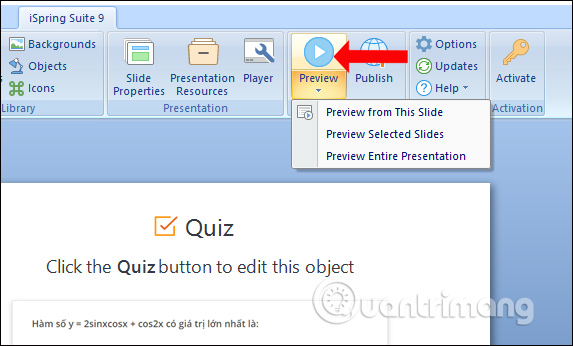 iSpring Suite 9
Backgrounds
Objects
Icons
Library
Slide
Properties
Presentation
Resources
Player
Presentation
Preview
Publish
Options
Updates
Help
Activate
Activation
Preview from This Slide
Preview Selected Slides
Preview Entire Presentation
Quiz
Click the Quiz button to edit this object
Hàm số y = 2sinxcosx + cos2x có giá trị lớn nhất là:
Quantrimang